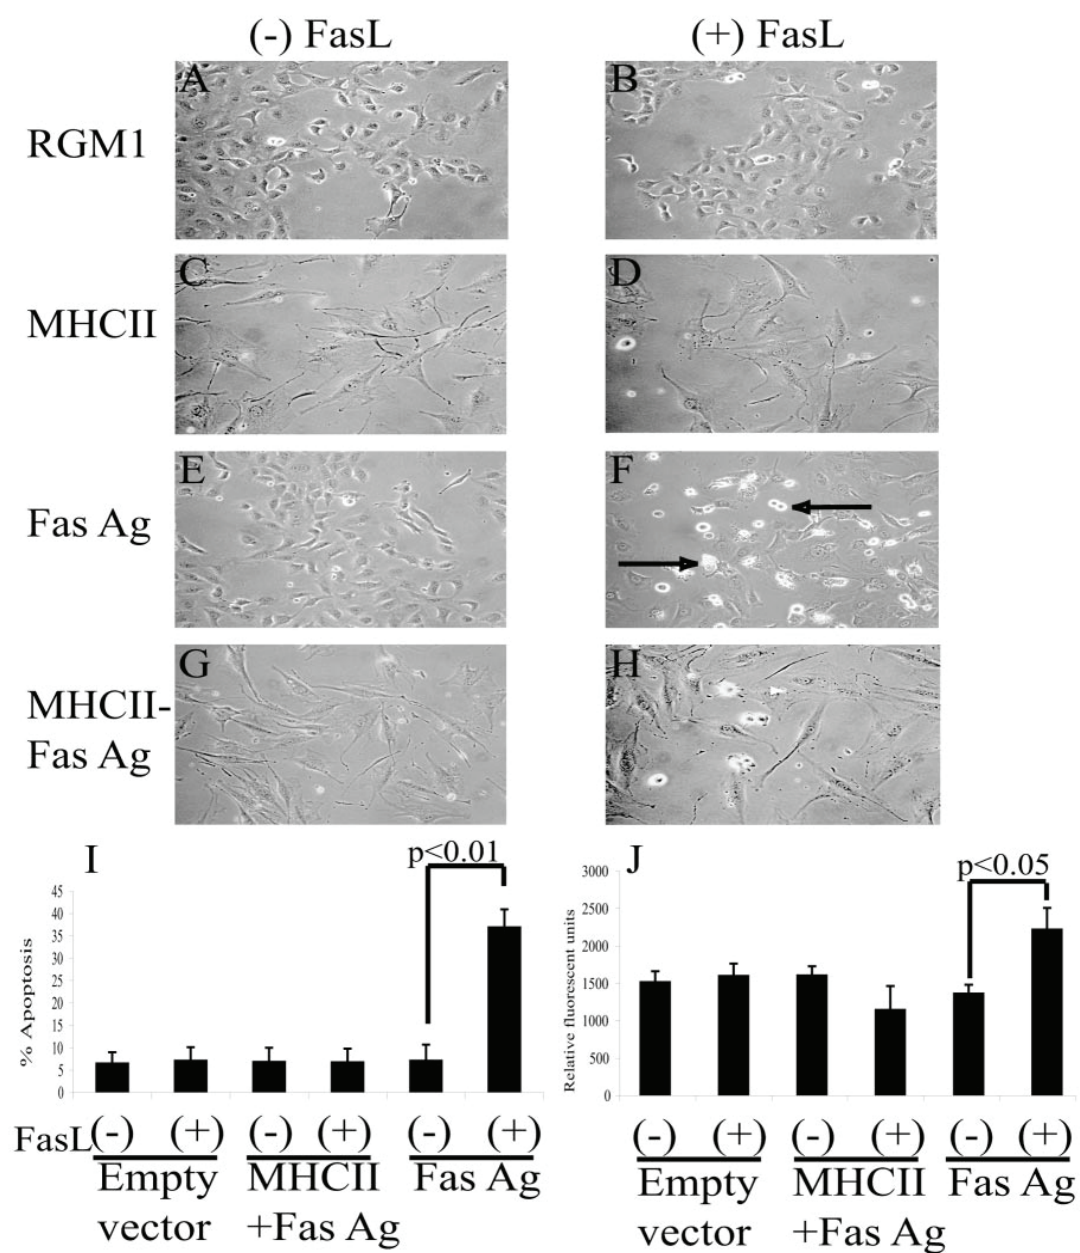 (-) FasL (+) FasL
A B
RGM1
C D
MHCII
E F
Fas Ag
G H
MHCII-
Fas Ag
I J
p<0.01 p<0.05
% Apoptosis
45
40
35
30
25
20
15
10
5
0
Relative fluorescent units
3000
2500
2000
1500
1000
500
0
FasL (-) (+) (-) (+) (-) (+) (-) (+) (-) (+) (-) (+)
Empty MHCII Fas Ag Empty MHCII Fas Ag
vector +Fas Ag vector +Fas Ag